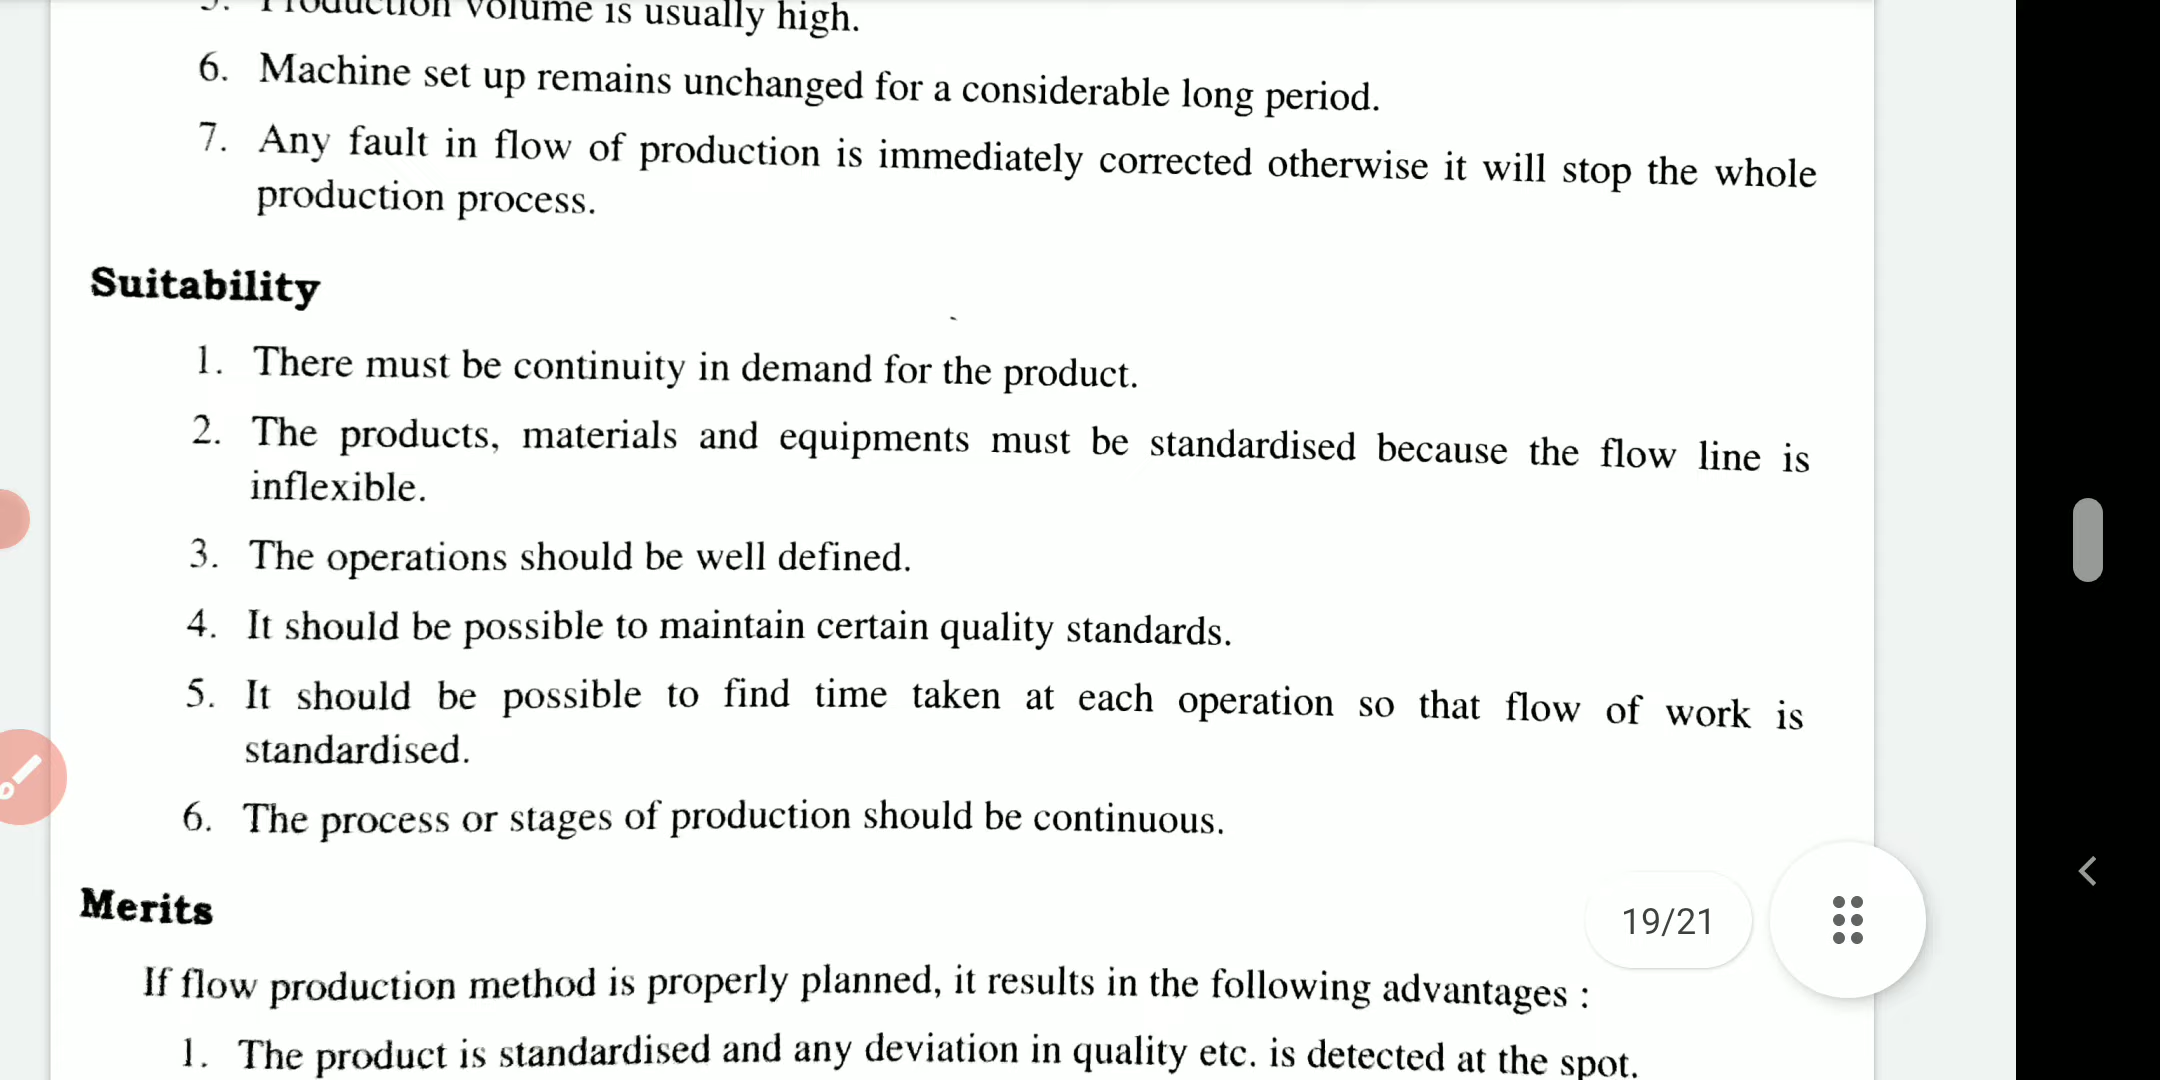 5. Production volume is usually high.
6. Machine set up remains unchanged for a considerable long period.
7. Any fault in flow of production is immediately corrected otherwise it will stop the whole
production process.
Suitability
1. There must be continuity in demand for the product.
2. The products, materials and equipments must be standardised because the flow line is
inflexible.
3. The operations should be well defined.
4. It should be possible to maintain certain quality standards.
5. It should be possible to find time taken at each operation so that flow of work is
standardised.
6. The process or stages of production should be continuous.
Merits
19/21
If flow production method is properly planned, it results in the following advantages :
1. The product is standardised and any deviation in quality etc. is detected at the spot.